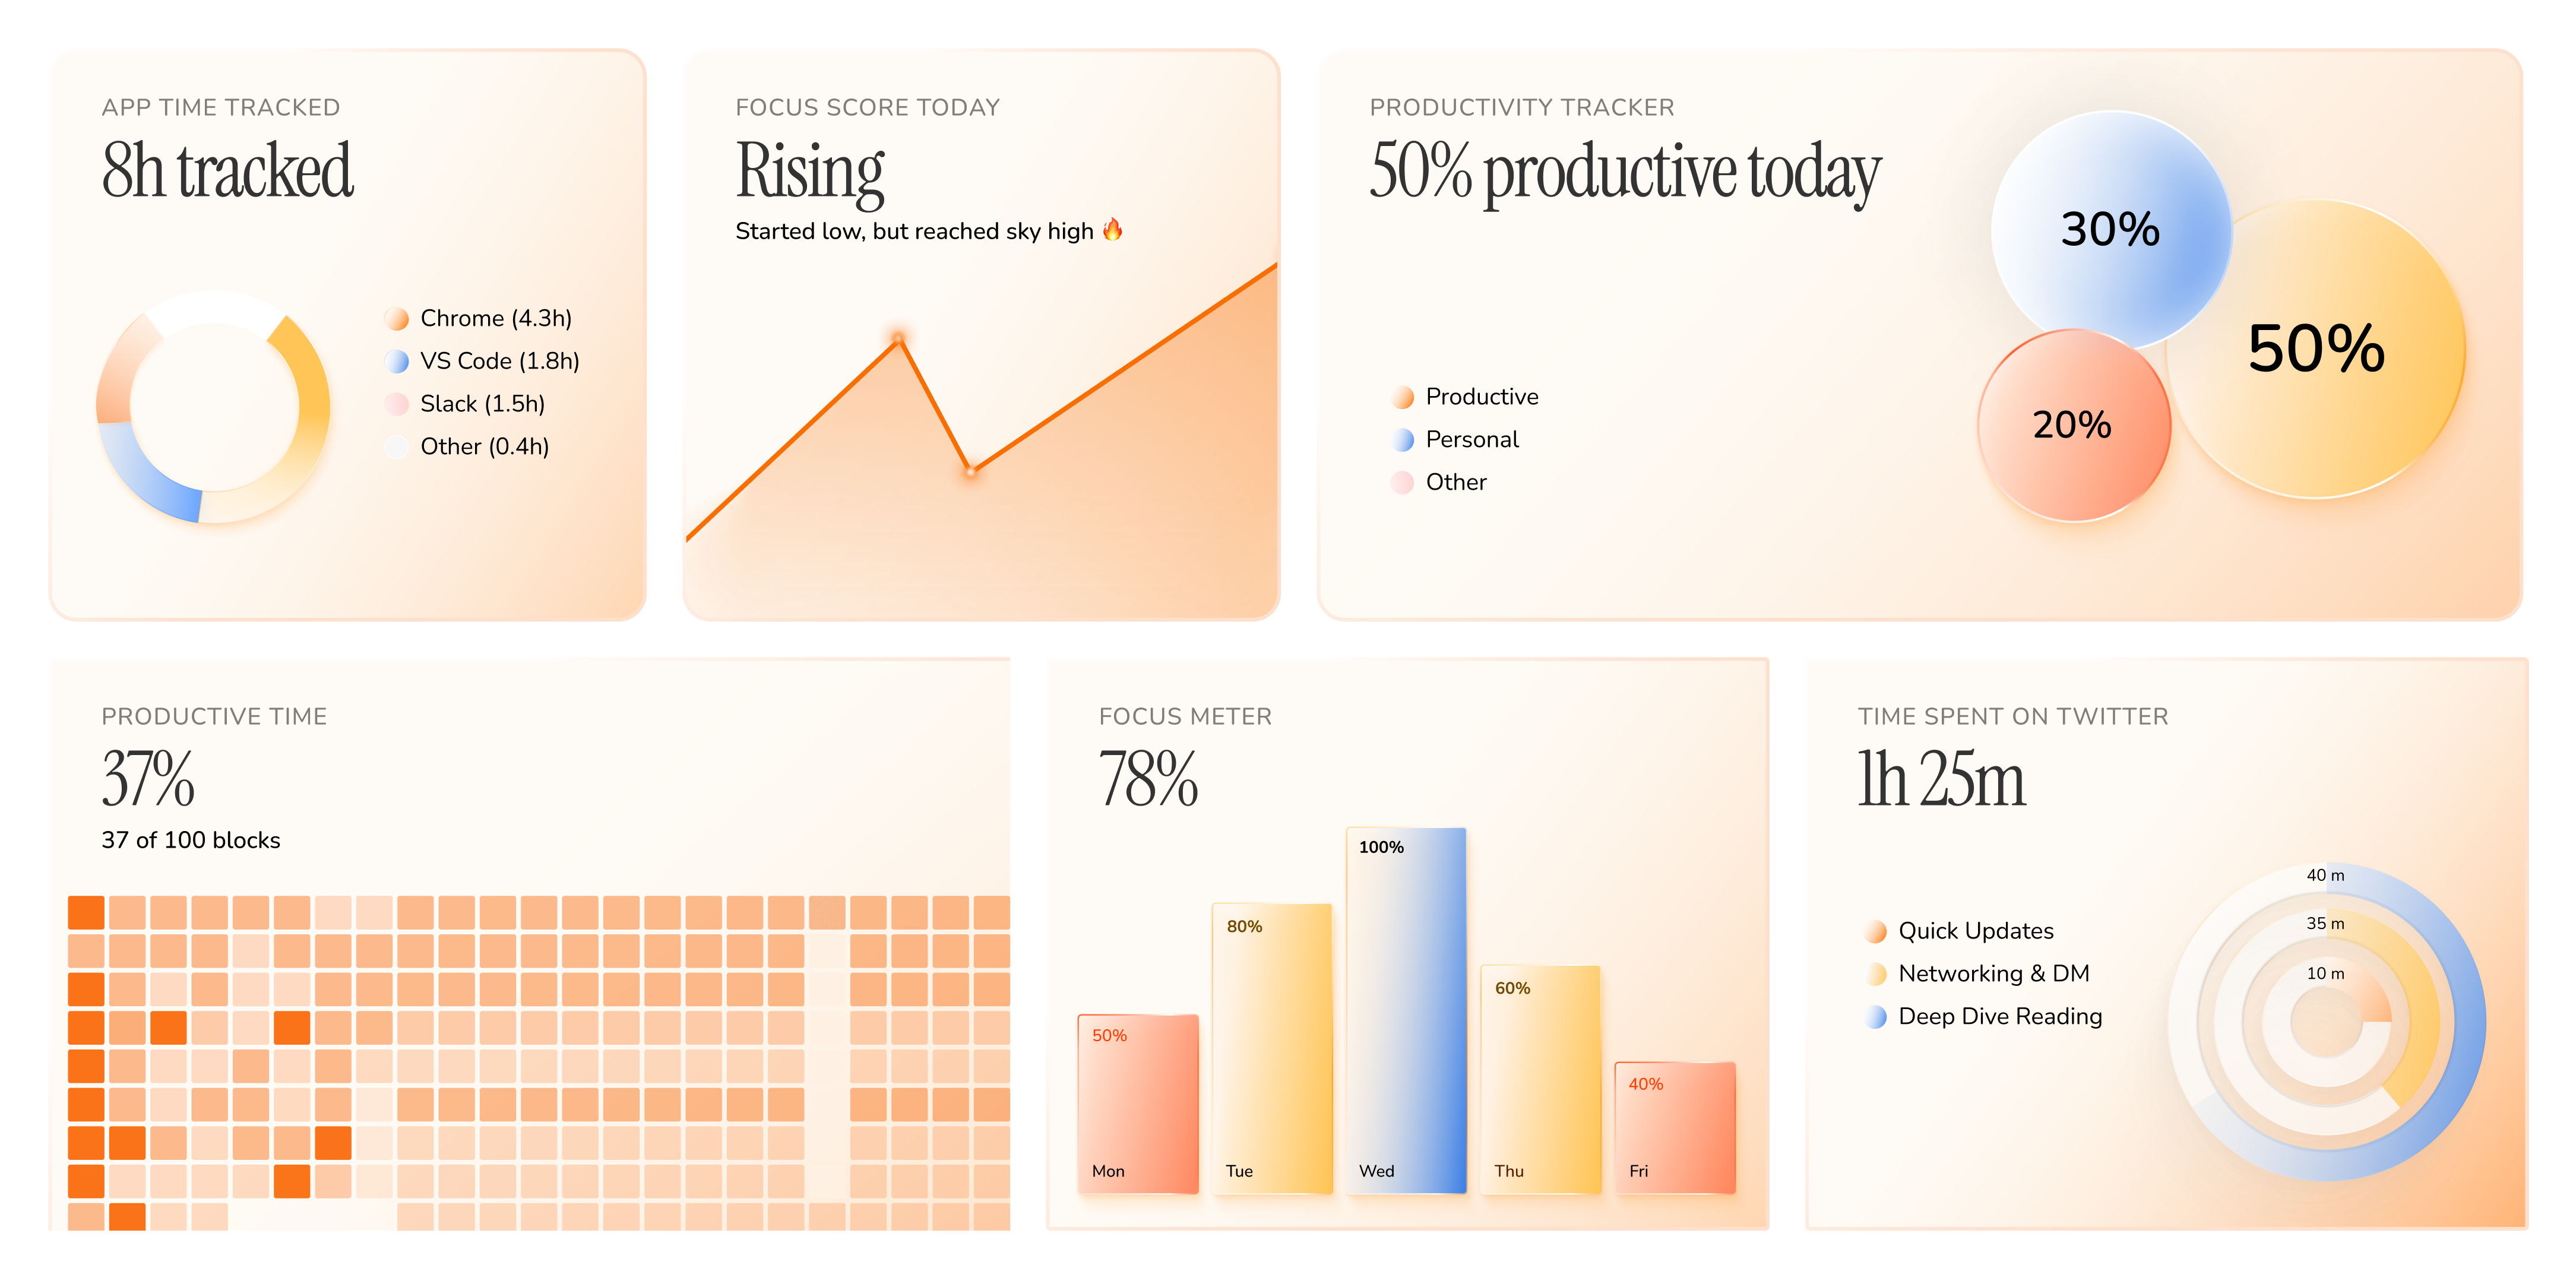 APP TIME TRACKED
8h tracked
Chrome (4.3h)
VS Code (1.8h)
Slack (1.5h)
Other (0.4h)
FOCUS SCORE TODAY
Rising
Started low, but reached sky high 🔥
PRODUCTIVITY TRACKER
50% productive today
Productive
Personal
Other
30%
50%
20%
PRODUCTIVE TIME
37%
37 of 100 blocks
FOCUS METER
78%
50%
Mon
80%
Tue
100%
Wed
60%
Thu
40%
Fri
TIME SPENT ON TWITTER
1h 25m
Quick Updates
Networking & DM
Deep Dive Reading
40 m
35 m
10 m